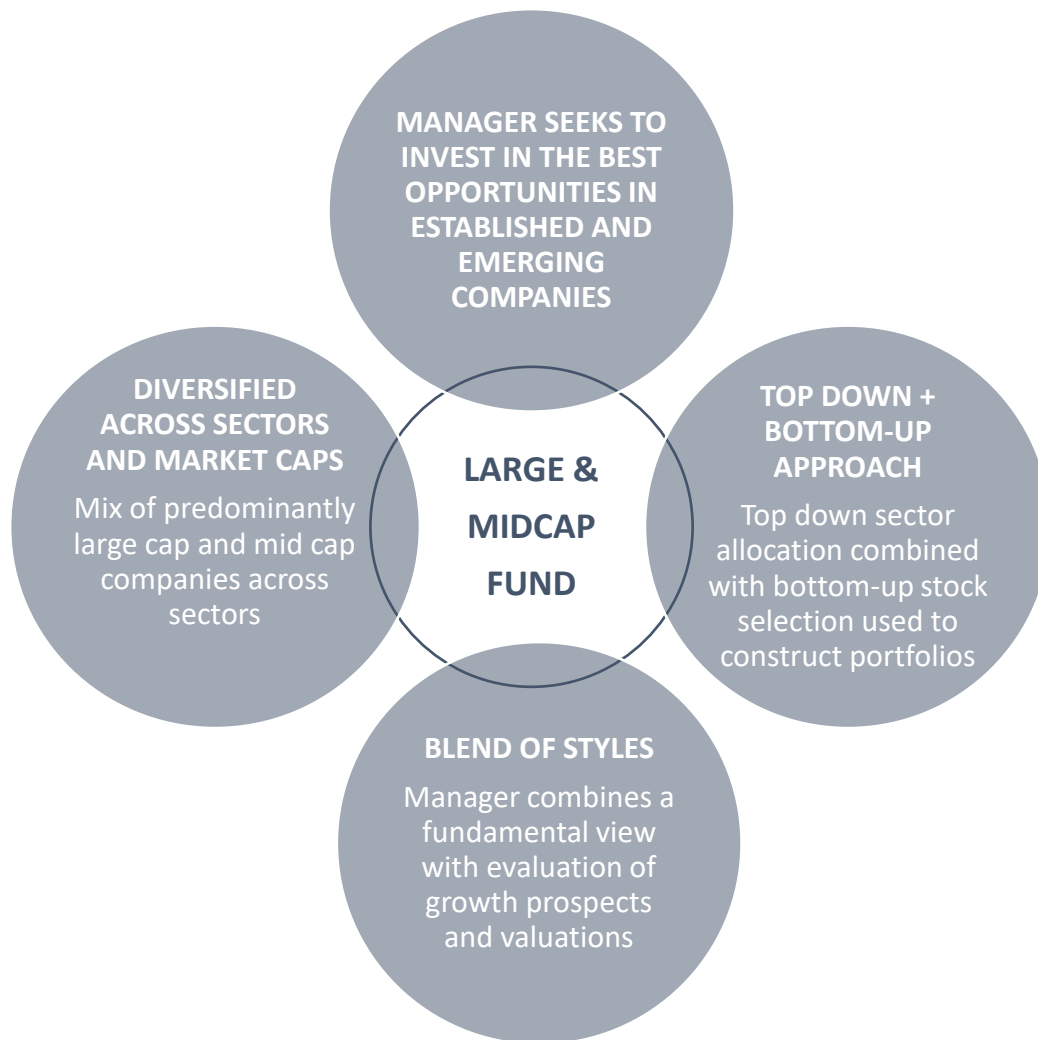 MANAGER SEEKS TO
INVEST IN THE BEST
OPPORTUNITIES IN
ESTABLISHED AND
EMERGING
COMPANIES
DIVERSIFIED
ACROSS SECTORS
AND MARKET CAPS
Mix of predominantly
large cap and mid cap
companies across
sectors
LARGE &
MIDCAP
FUND
TOP DOWN +
BOTTOM-UP
APPROACH
Top down sector
allocation combined
with bottom-up stock
selection used to
construct portfolios
BLEND OF STYLES
Manager combines a
fundamental view
with evaluation of
growth prospects
and valuations